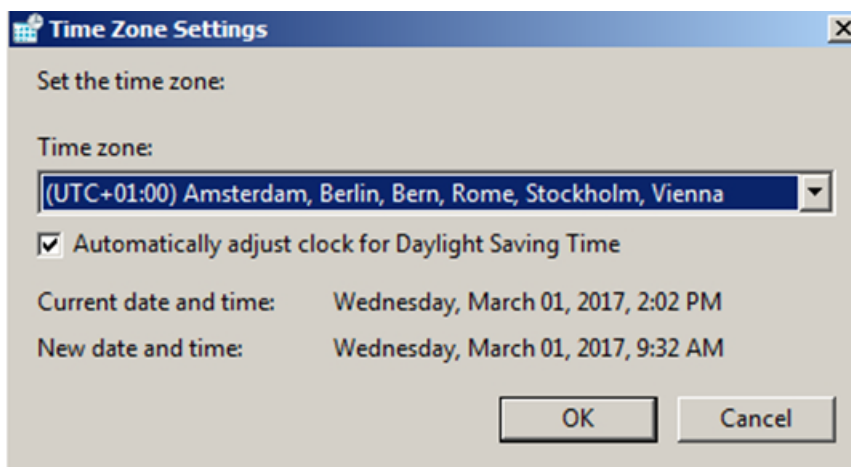 Time Zone Settings
Set the time zone:
Time zone:
(UTC+01:00) Amsterdam, Berlin, Bern, Rome, Stockholm, Vienna
Automatically adjust clock for Daylight Saving Time
Current date and time: Wednesday, March 01, 2017, 2:02 PM
New date and time: Wednesday, March 01, 2017, 9:32 AM
OK Cancel